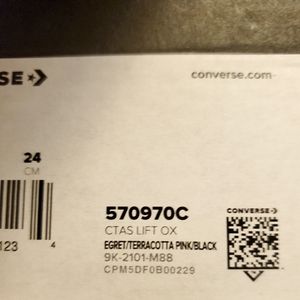 SE
converse.com
24
CM
123
4
570970C
CTAS LIFT OX
EGRET/TERRACOTTA PINK/BLACK
9K-2101-M88
CPM5DF0B00229
CONVERSE